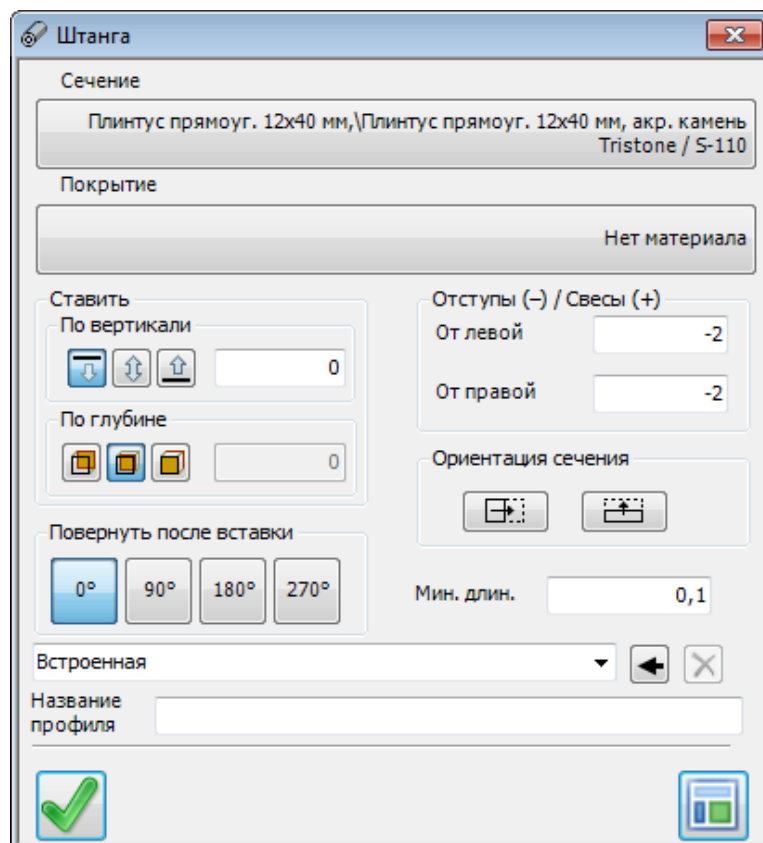 Штанга
Сечение
Плинтус прямоуг. 12x40 мм,\Плинтус прямоуг. 12x40 мм, акр. камень
Tristone / S-110
Покрытие
Нет материала
Ставить
По вертикали
0
По глубине
0
Отступы (–) / Свесы (+)
От левой
-2
От правой
-2
Ориентация сечения
Повернуть после вставки
0°
90°
180°
270°
Мин. длин.
0,1
Встроенная
Название
профиля